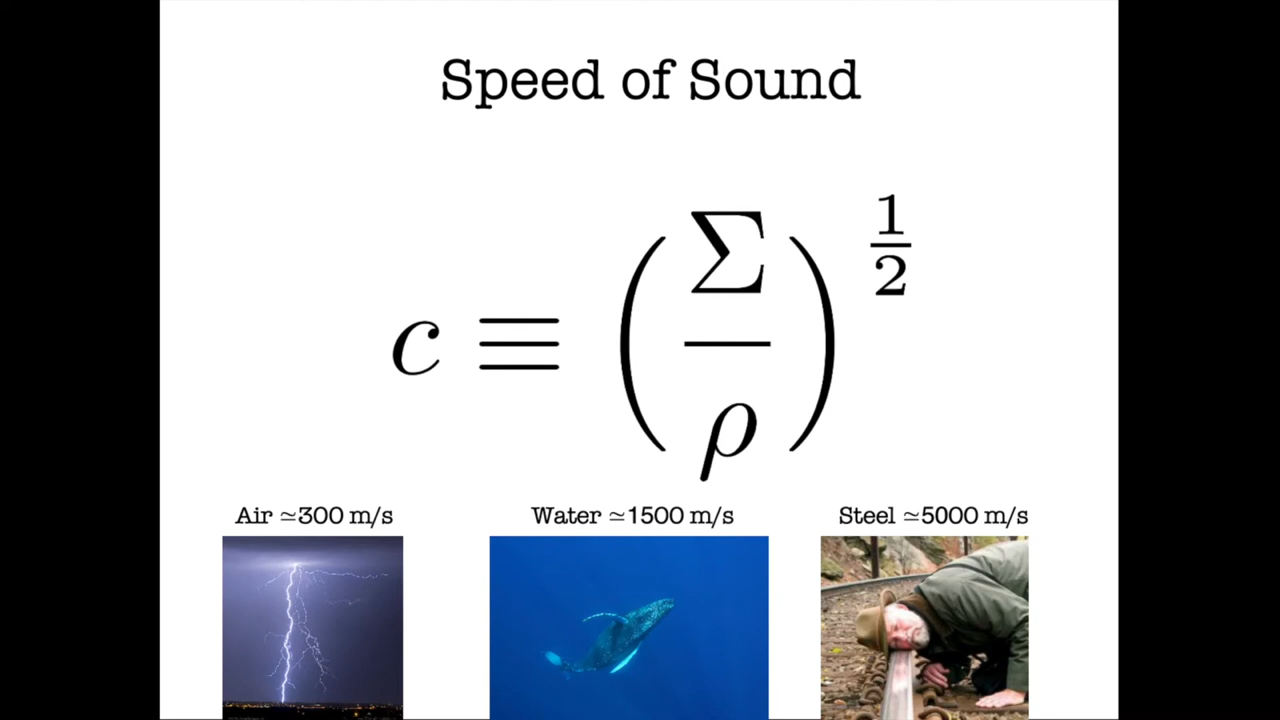 Speed of Sound
c ≡ (Σ/ρ)^(1/2)
Air ≃300 m/s
Water ≃1500 m/s
Steel ≃5000 m/s